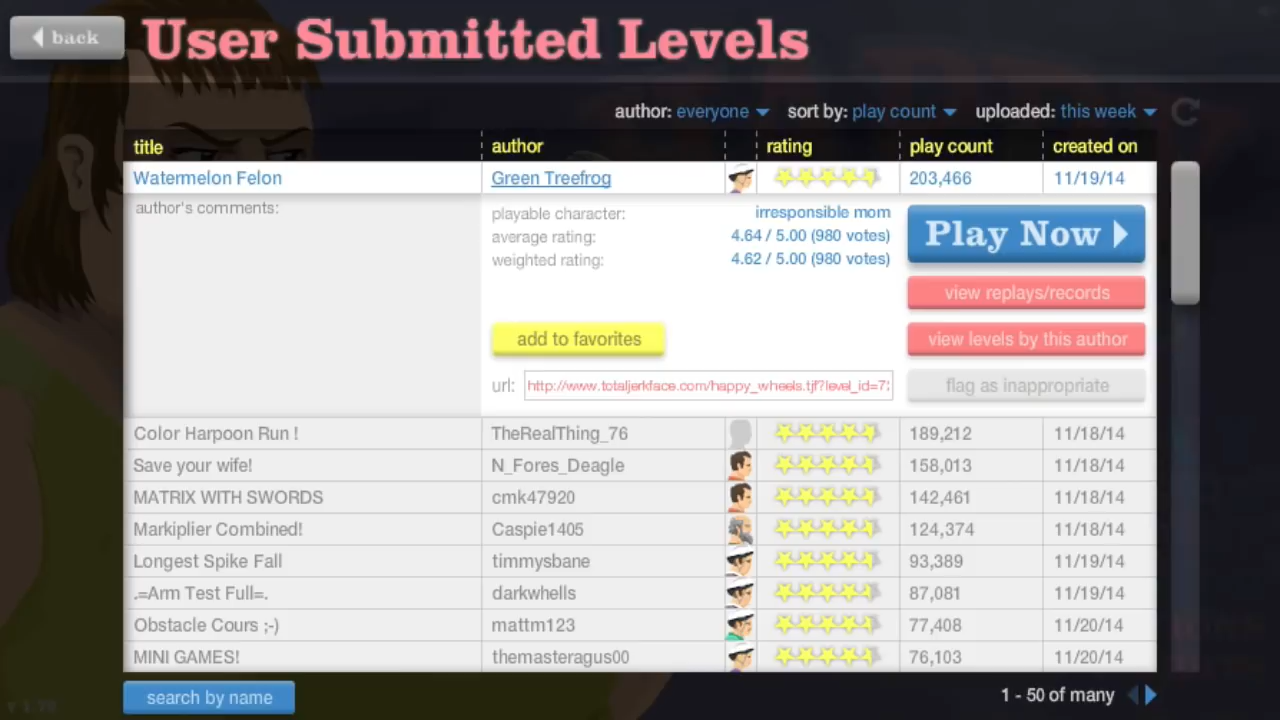 back
User Submitted Levels
author: everyone sort by: play count uploaded: this week
title author rating play count created on
Watermelon Felon Green Treefrog 203,466 11/19/14
author's comments:
playable character: irresponsible mom
average rating: 4.64 / 5.00 (980 votes)
weighted rating: 4.62 / 5.00 (980 votes)
Play Now
view replays/records
add to favorites
view levels by this author
url: http://www.totaljerkface.com/happy_wheels.tjf?level_id=7
flag as inappropriate
Color Harpoon Run ! TheRealThing_76 189,212 11/18/14
Save your wife! N_Fores_Deagle 158,013 11/18/14
MATRIX WITH SWORDS cmk47920 142,461 11/18/14
Markiplier Combined! Caspie1405 124,374 11/18/14
Longest Spike Fall timmysbane 93,389 11/19/14
.=Arm Test Full=. darkwhells 87,081 11/19/14
Obstacle Cours ;-) mattm123 77,408 11/20/14
MINI GAMES! themasteragus00 76,103 11/20/14
search by name
1 - 50 of many